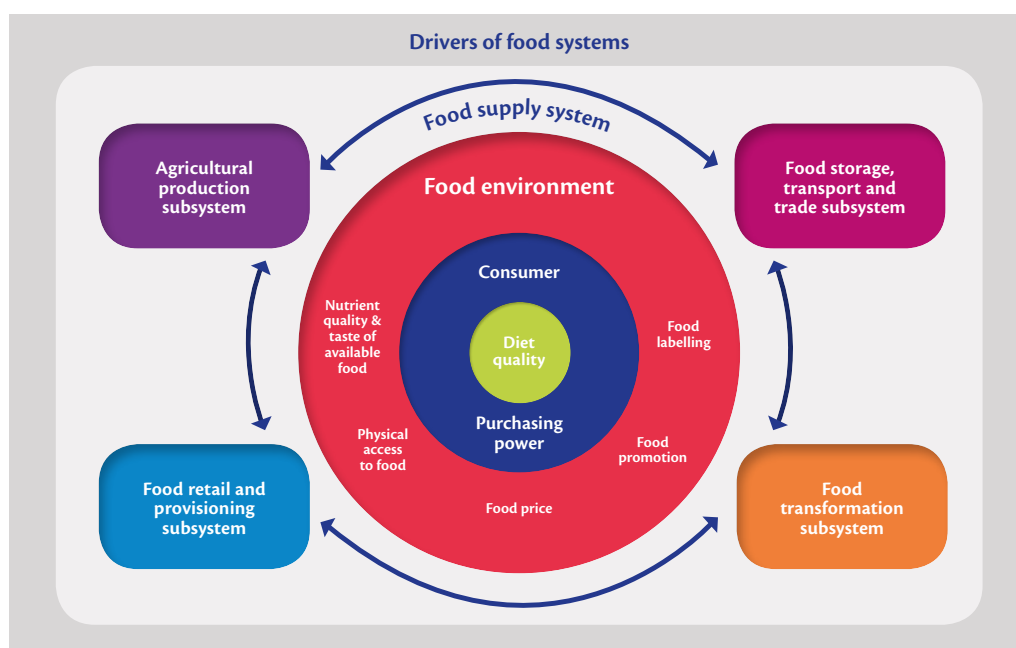 Drivers of food systems
Food supply system
Agricultural
production
subsystem
Food storage,
transport and
trade subsystem
Food environment
Consumer
Nutrient
quality &
taste of
available
food
Food
labelling
Diet
quality
Purchasing
power
Physical
access
to food
Food
promotion
Food price
Food retail and
provisioning
subsystem
Food
transformation
subsystem